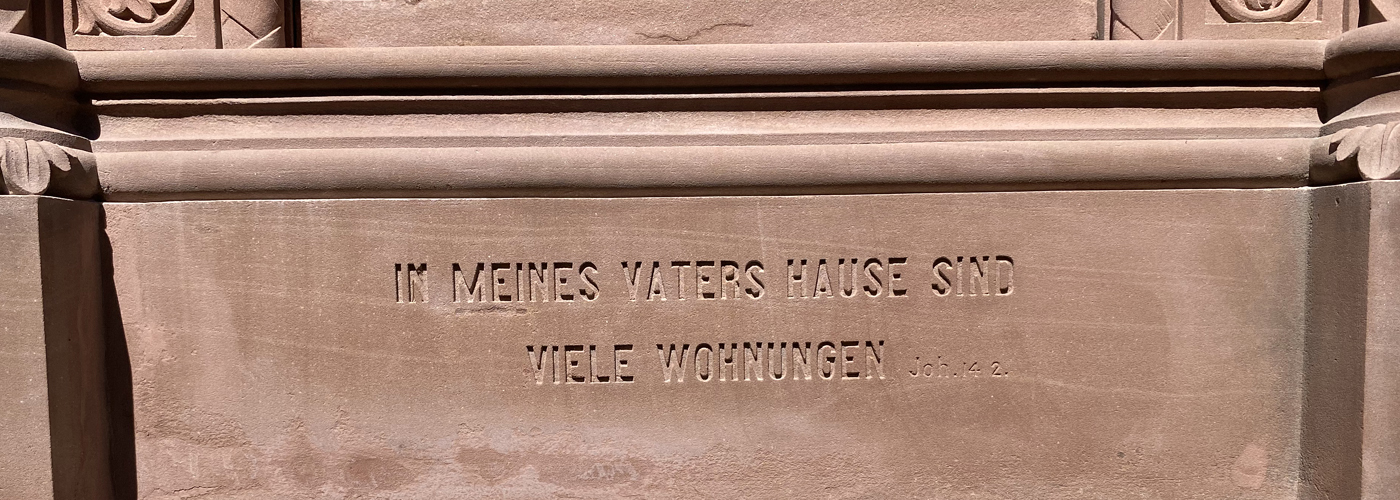 IN MEINES VATERS HAUSE SIND
VIELE WOHNUNGEN Joh. 14 2.